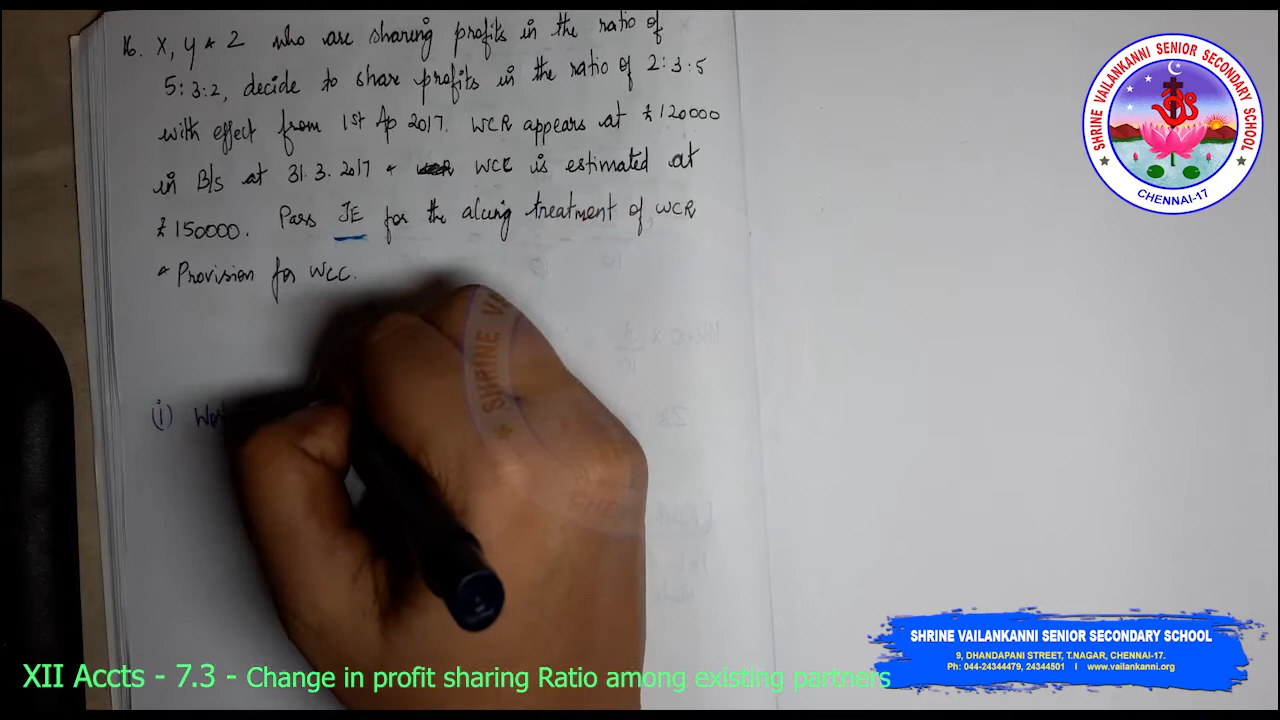 16. X, Y & Z who are sharing profits in the ratio of
5:3:2, decide to share profits in the ratio of 2:3:5
with effect from 1st Ap 2017. WCR appears at ₹120000
in B/S at 31.3.2017 & WCC is estimated at
₹150000. Pass JE for the alcung treatment of WCR
& Provision for WCC.
(i) Wor
SHRINE VAILANKANNI SENIOR SECONDARY SCHOOL
CHENNAI-17
SHRINE V
SHRINE VAILANKANNI SENIOR SECONDARY SCHOOL
9, DHANDAPANI STREET, T.NAGAR, CHENNAI-17.
Ph: 044-24344479, 24344501 I www.vailankanni.org
XII Accts - 7.3 - Change in profit sharing Ratio among existing partners